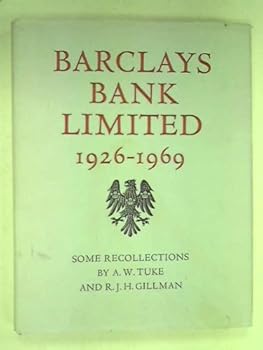 BARCLAYS
BANK
LIMITED
1926-1969
SOME RECOLLECTIONS
BY A. W. TUKE
AND R. J. H. GILLMAN